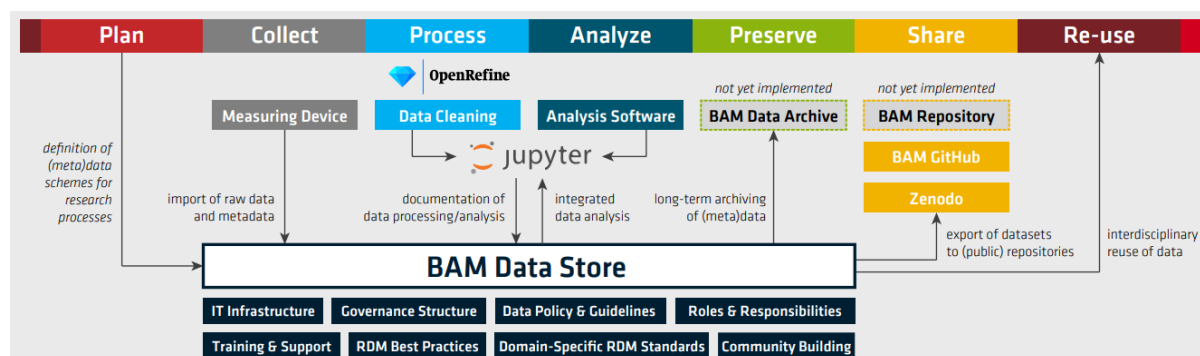 Plan Collect Process Analyze Preserve Share Re-use
OpenRefine
not yet implemented
not yet implemented
Measuring Device
Data Cleaning
Analysis Software
BAM Data Archive
BAM Repository
BAM GitHub
Zenodo
jupyter
definition of
(meta)data
schemes for
research
processes
import of raw data
and metadata
documentation of
data processing/analysis
integrated
data analysis
long-term archiving
of (meta)data
export of datasets
to (public) repositories
interdisciplinary
reuse of data
BAM Data Store
IT Infrastructure
Governance Structure
Data Policy & Guidelines
Roles & Responsibilities
Training & Support
RDM Best Practices
Domain-Specific RDM Standards
Community Building